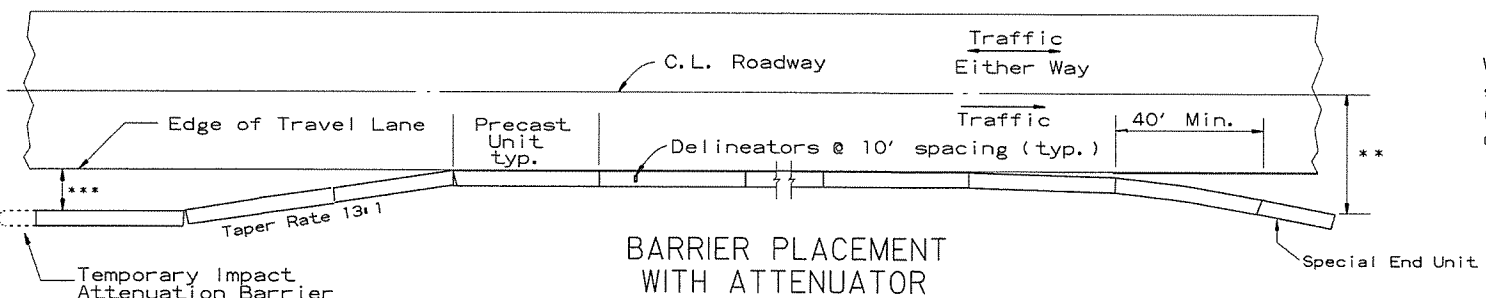 Traffic
Either Way
C.L. Roadway
Edge of Travel Lane
Precast
Unit
typ.
Traffic
40' Min.
Delineators @ 10' spacing (typ.)
**
***
Taper Rate 13:1
Temporary Impact
Attenuation Barrier
BARRIER PLACEMENT
WITH ATTENUATOR
Special End Unit